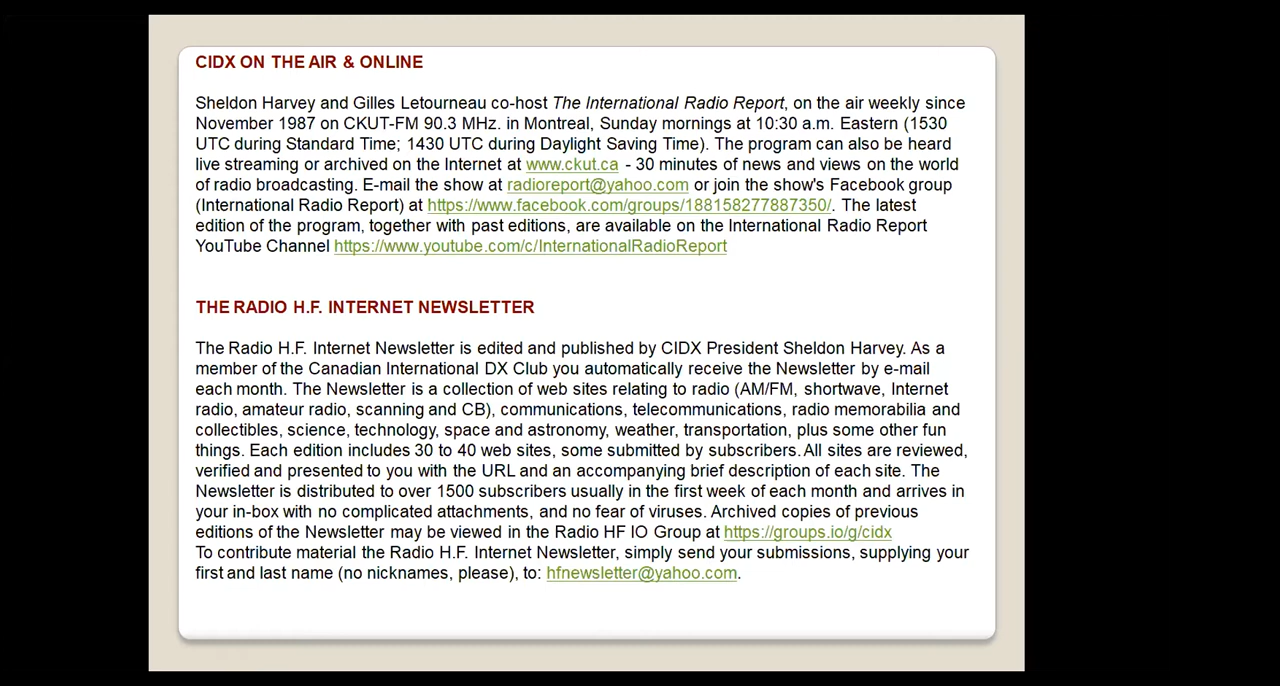 CIDX ON THE AIR & ONLINE
Sheldon Harvey and Gilles Letourneau co-host The International Radio Report, on the air weekly since
November 1987 on CKUT-FM 90.3 MHz. in Montreal, Sunday mornings at 10:30 a.m. Eastern (1530
UTC during Standard Time; 1430 UTC during Daylight Saving Time). The program can also be heard
live streaming or archived on the Internet at www.ckut.ca - 30 minutes of news and views on the world
of radio broadcasting. E-mail the show at radioreport@yahoo.com or join the show's Facebook group
(International Radio Report) at https://www.facebook.com/groups/188158277887350/. The latest
edition of the program, together with past editions, are available on the International Radio Report
YouTube Channel https://www.youtube.com/c/InternationalRadioReport
THE RADIO H.F. INTERNET NEWSLETTER
The Radio H.F. Internet Newsletter is edited and published by CIDX President Sheldon Harvey. As a
member of the Canadian International DX Club you automatically receive the Newsletter by e-mail
each month. The Newsletter is a collection of web sites relating to radio (AM/FM, shortwave, Internet
radio, amateur radio, scanning and CB), communications, telecommunications, radio memorabilia and
collectibles, science, technology, space and astronomy, weather, transportation, plus some other fun
things. Each edition includes 30 to 40 web sites, some submitted by subscribers. All sites are reviewed,
verified and presented to you with the URL and an accompanying brief description of each site. The
Newsletter is distributed to over 1500 subscribers usually in the first week of each month and arrives in
your in-box with no complicated attachments, and no fear of viruses. Archived copies of previous
editions of the Newsletter may be viewed in the Radio HF IO Group at https://groups.io/g/cidx
To contribute material the Radio H.F. Internet Newsletter, simply send your submissions, supplying your
first and last name (no nicknames, please), to: hfnewsletter@yahoo.com.